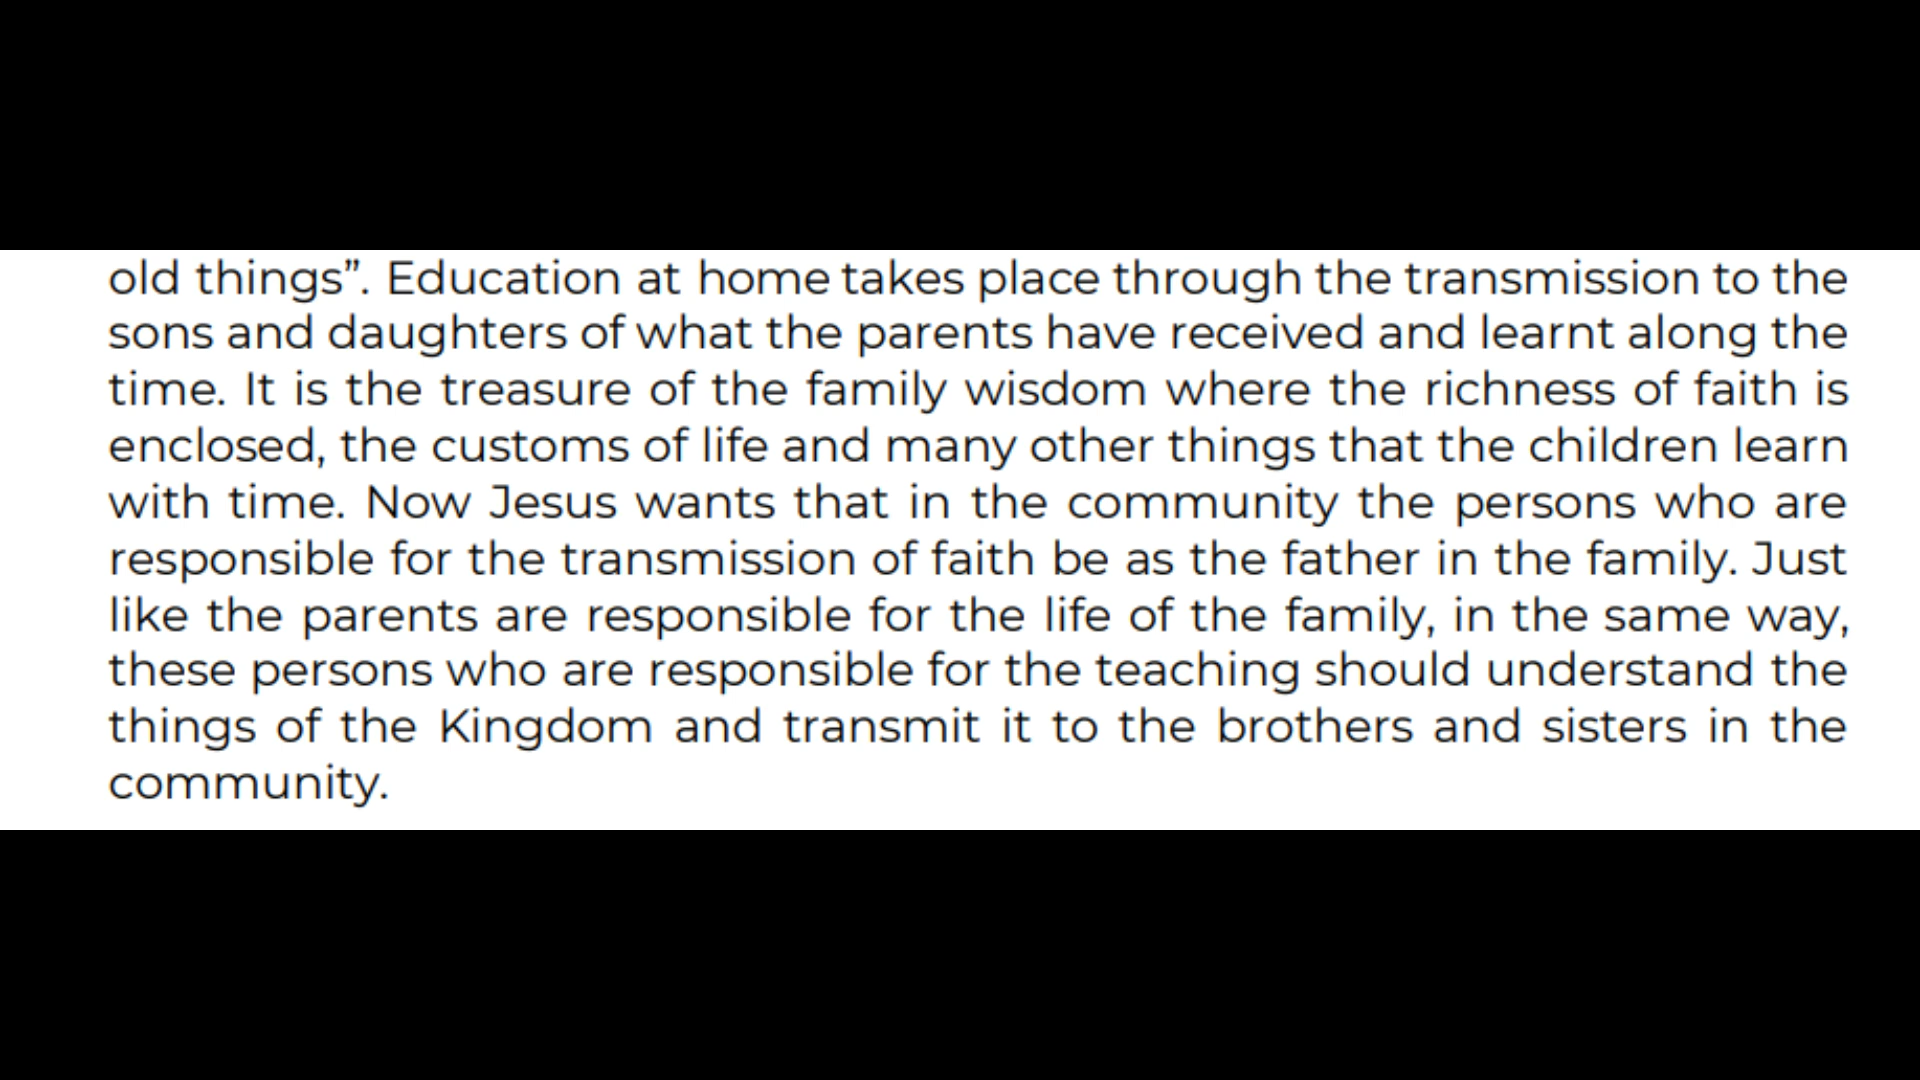 old things”. Education at home takes place through the transmission to the
sons and daughters of what the parents have received and learnt along the
time. It is the treasure of the family wisdom where the richness of faith is
enclosed, the customs of life and many other things that the children learn
with time. Now Jesus wants that in the community the persons who are
responsible for the transmission of faith be as the father in the family. Just
like the parents are responsible for the life of the family, in the same way,
these persons who are responsible for the teaching should understand the
things of the Kingdom and transmit it to the brothers and sisters in the
community.